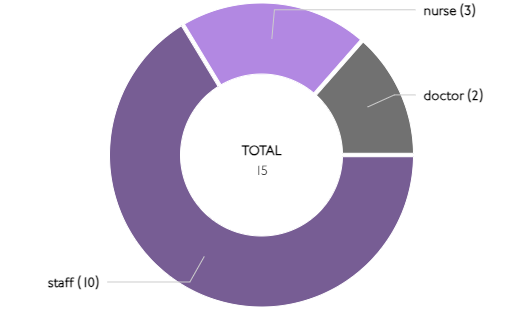 nurse (3)
doctor (2)
TOTAL
15
staff (10)